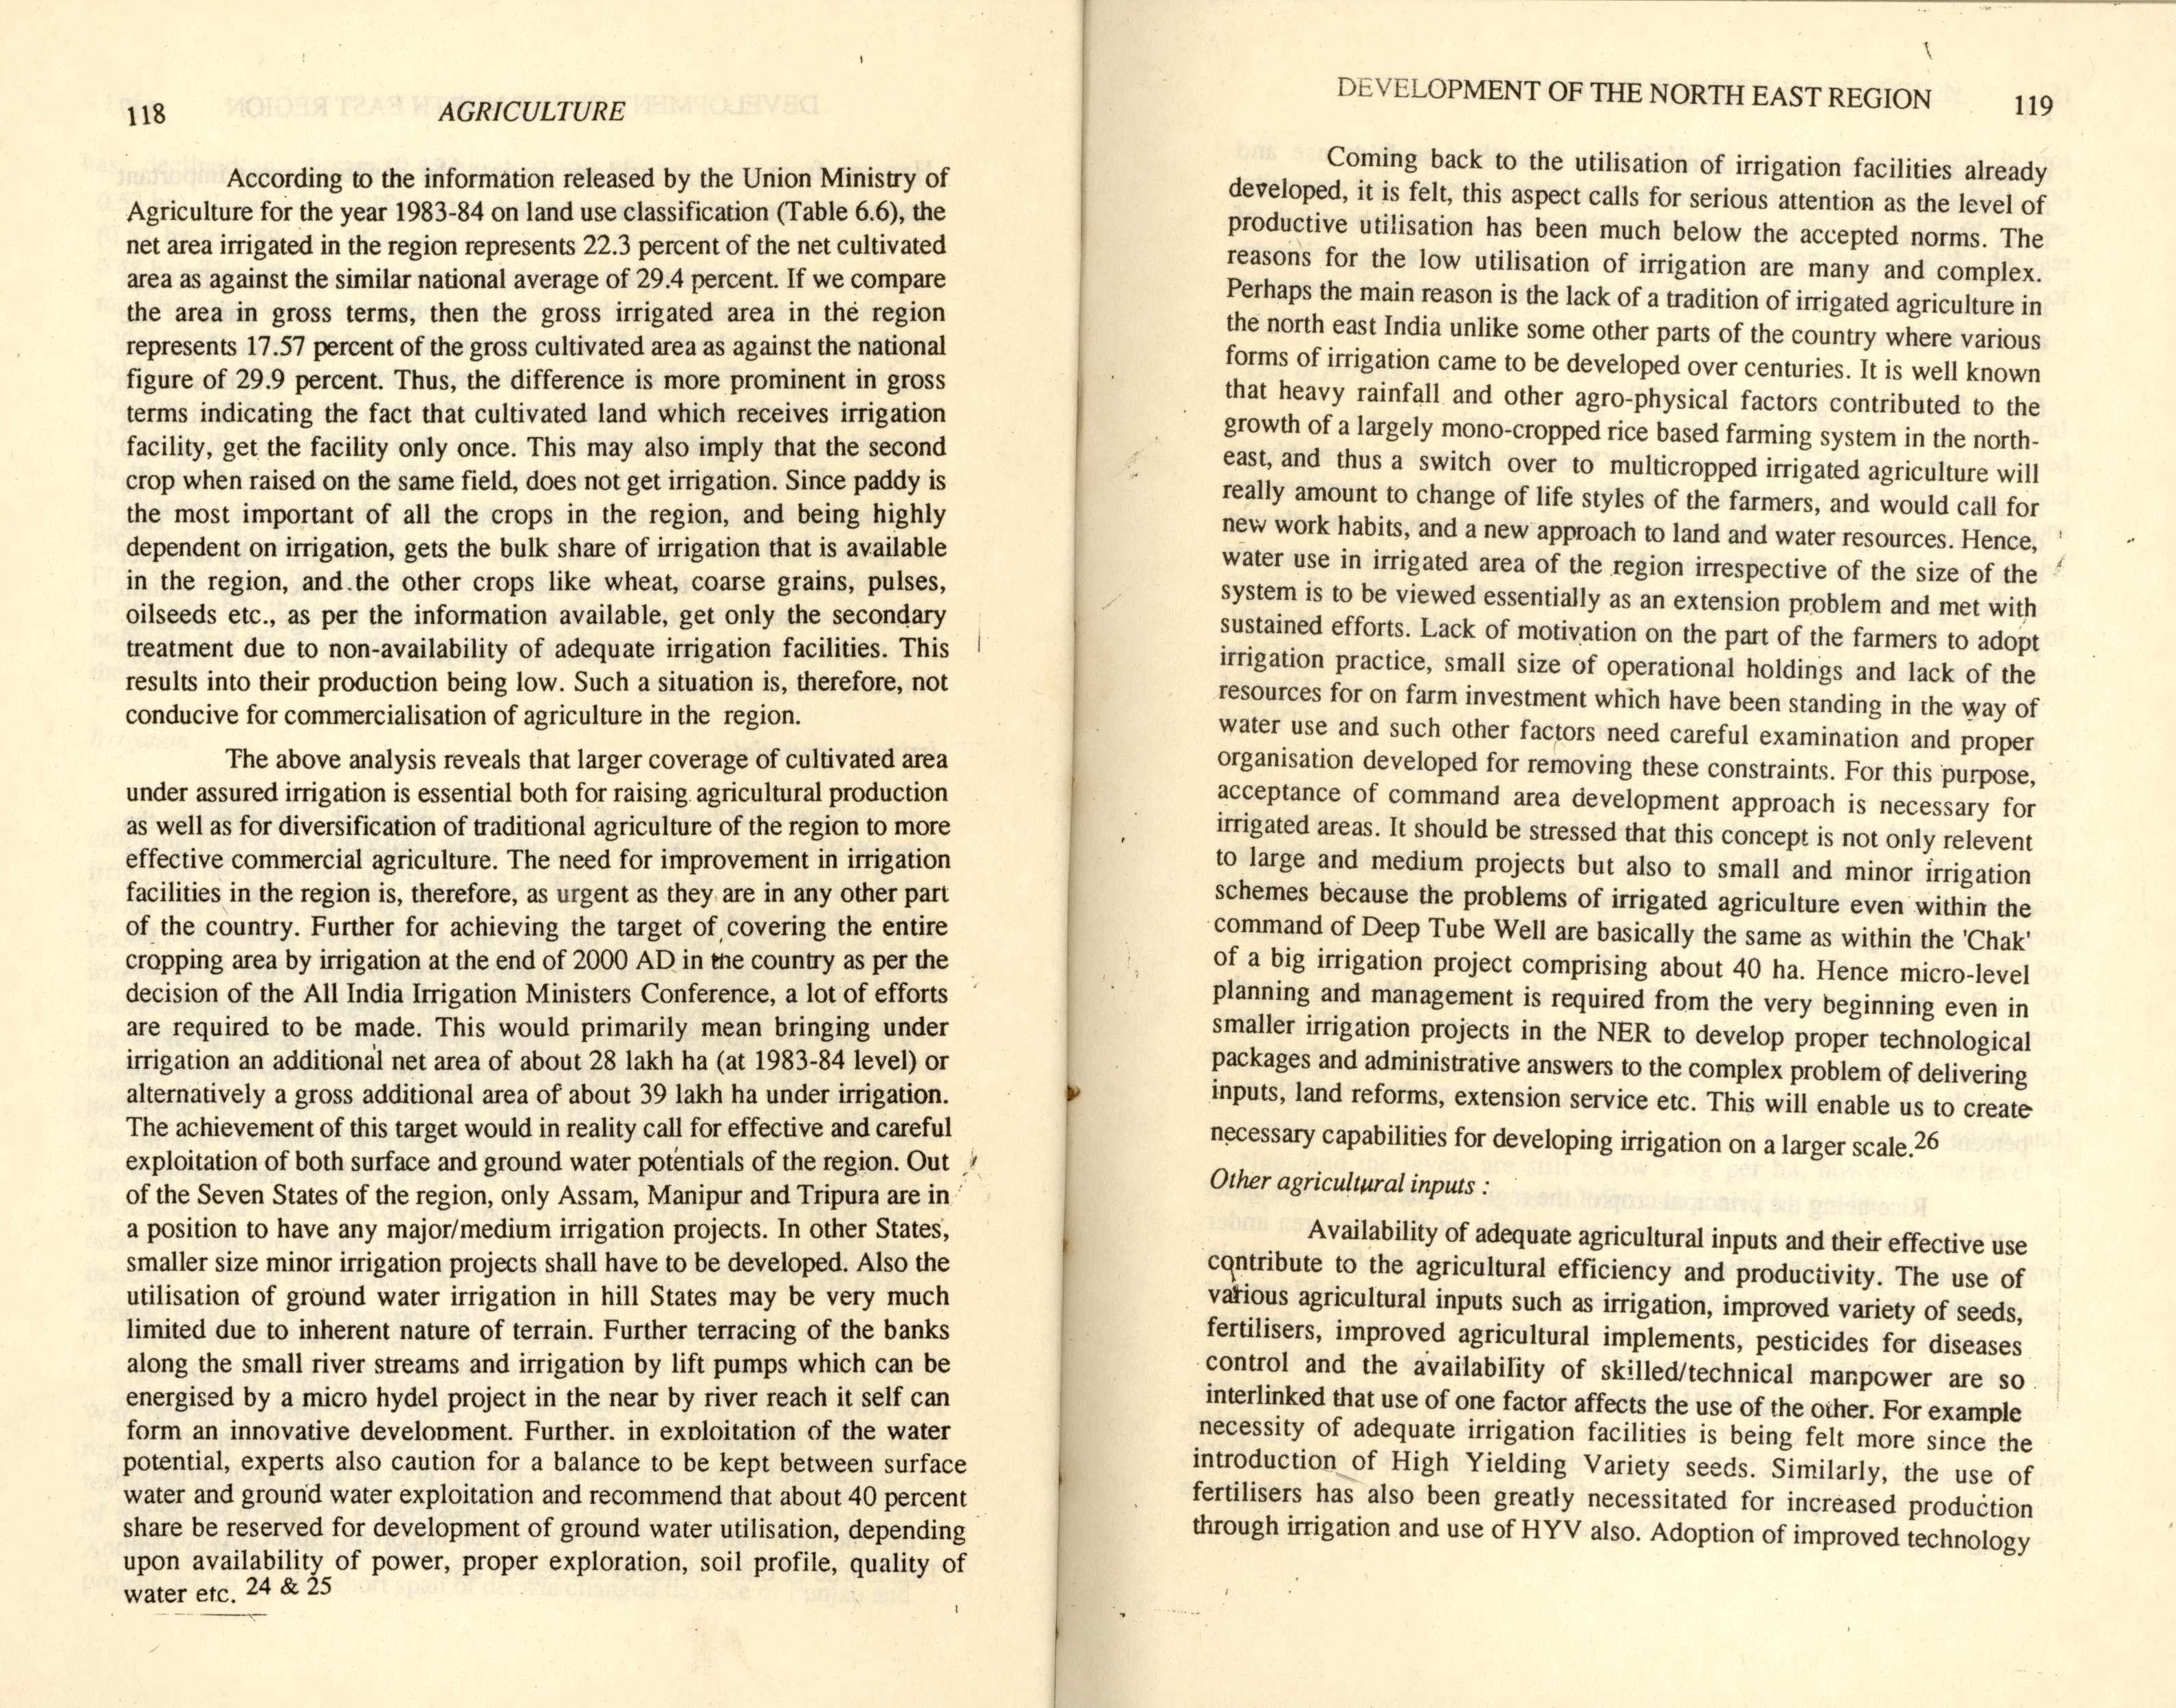 118
AGRICULTURE
According to the information released by the Union Ministry of
Agriculture for the year 1983-84 on land use classification (Table 6.6), the
net area irrigated in the region represents 22.3 percent of the net cultivated
area as against the similar national average of 29.4 percent. If we compare
the area in gross terms, then the gross irrigated area in the region
represents 17.57 percent of the gross cultivated area as against the national
figure of 29.9 percent. Thus, the difference is more prominent in gross
terms indicating the fact that cultivated land which receives irrigation
facility, get the facility only once. This may also imply that the second
crop when raised on the same field, does not get irrigation. Since paddy is
the most important of all the crops in the region, and being highly
dependent on irrigation, gets the bulk share of irrigation that is available
in the region, and the other crops like wheat, coarse grains, pulses,
oilseeds etc., as per the information available, get only the secondary
treatment due to non-availability of adequate irrigation facilities. This
results into their production being low. Such a situation is, therefore, not
conducive for commercialisation of agriculture in the region.
The above analysis reveals that larger coverage of cultivated area
under assured irrigation is essential both for raising agricultural production
as well as for diversification of traditional agriculture of the region to more
effective commercial agriculture. The need for improvement in irrigation
facilities in the region is, therefore, as urgent as they are in any other part
of the country. Further for achieving the target of covering the entire
cropping area by irrigation at the end of 2000 AD in the country as per the
decision of the All India Irrigation Ministers Conference, a lot of efforts
are required to be made. This would primarily mean bringing under
irrigation an additional net area of about 28 lakh ha (at 1983-84 level) or
alternatively a gross additional area of about 39 lakh ha under irrigation.
The achievement of this target would in reality call for effective and careful
exploitation of both surface and ground water potentials of the region. Out
of the Seven States of the region, only Assam, Manipur and Tripura are in
a position to have any major/medium irrigation projects. In other States,
smaller size minor irrigation projects shall have to be developed. Also the
utilisation of ground water irrigation in hill States may be very much
limited due to inherent nature of terrain. Further terracing of the banks
along the small river streams and irrigation by lift pumps which can be
energised by a micro hydel project in the near by river reach it self can
form an innovative development. Further. in exploitation of the water
potential, experts also caution for a balance to be kept between surface
water and ground water exploitation and recommend that about 40 percent
share be reserved for development of ground water utilisation, depending
upon availability of power, proper exploration, soil profile, quality of
water etc. 24 & 25
DEVELOPMENT OF THE NORTH EAST REGION
119
Coming back to the utilisation of irrigation facilities already
developed, it is felt, this aspect calls for serious attention as the level of
productive utilisation has been much below the accepted norms. The
reasons for the low utilisation of irrigation are many and complex.
Perhaps the main reason is the lack of a tradition of irrigated agriculture in
the north east India unlike some other parts of the country where various
forms of irrigation came to be developed over centuries. It is well known
that heavy rainfall and other agro-physical factors contributed to the
growth of a largely mono-cropped rice based farming system in the north-
east, and thus a switch over to multicropped irrigated agriculture will
really amount to change of life styles of the farmers, and would call for
new work habits, and a new approach to land and water resources. Hence,
water use in irrigated area of the region irrespective of the size of the
system is to be viewed essentially as an extension problem and met with
sustained efforts. Lack of motivation on the part of the farmers to adopt
irrigation practice, small size of operational holdings and lack of the
resources for on farm investment which have been standing in the way of
water use and such other factors need careful examination and proper
organisation developed for removing these constraints. For this purpose,
acceptance of command area development approach is necessary for
irrigated areas. It should be stressed that this concept is not only relevent
to large and medium projects but also to small and minor irrigation
schemes because the problems of irrigated agriculture even within the
command of Deep Tube Well are basically the same as within the 'Chak'
of a big irrigation project comprising about 40 ha. Hence micro-level
planning and management is required from the very beginning even in
smaller irrigation projects in the NER to develop proper technological
packages and administrative answers to the complex problem of delivering
inputs, land reforms, extension service etc. This will enable us to create
necessary capabilities for developing irrigation on a larger scale.26
Other agricultural inputs :
Availability of adequate agricultural inputs and their effective use
contribute to the agricultural efficiency and productivity. The use of
various agricultural inputs such as irrigation, improved variety of seeds,
fertilisers, improved agricultural implements, pesticides for diseases
control and the availability of skilled/technical manpower are so
interlinked that use of one factor affects the use of the other. For example
necessity of adequate irrigation facilities is being felt more since the
introduction of High Yielding Variety seeds. Similarly, the use of
fertilisers has also been greatly necessitated for increased production
through irrigation and use of HYV also. Adoption of improved technology